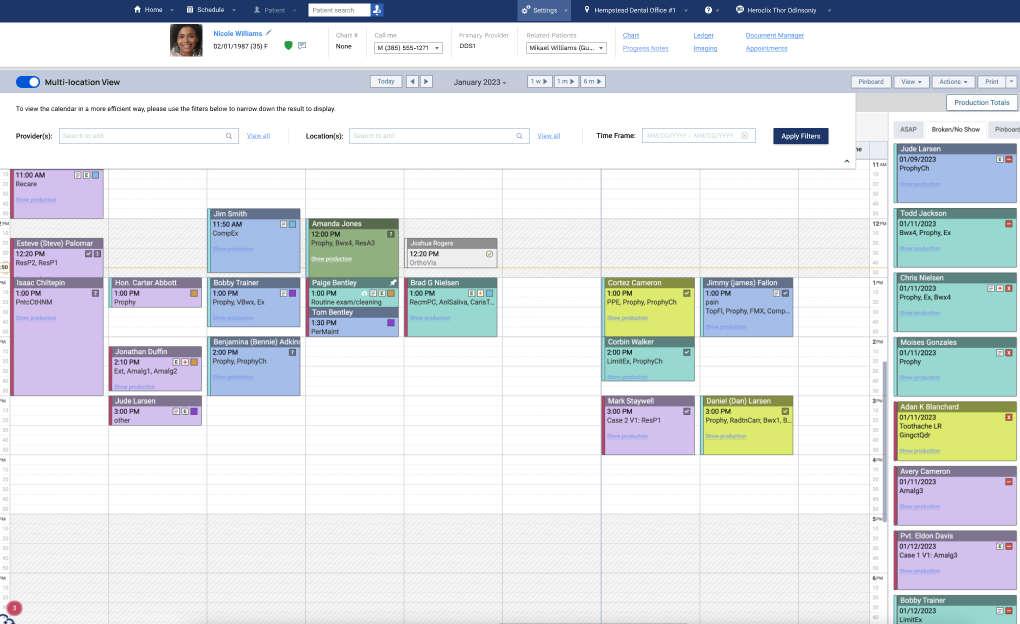 Home
Schedule
Patient
Patient search
Settings
Hempstead Dental Office #1
?
Heroclix Thor Odinsoniy
Nicole Williams
02/01/1987 (35) F
Chart #
None
Call me
M (385) 555-1271
Primary Provider
DDS1
Related Patients
Mikael Williams (Gu...
Chart
Progress Notes
Ledger
Imaging
Document Manager
Appointments
Multi-location View
Today
January 2023
1 w
1 m
6 m
Pinboard
View
Actions
Print
Production Totals
To view the calendar in a more efficient way, please use the filters below to narrow down the result to display.
Provider(s):
Search to add
View all
Location(s):
Search to add
View all
Time Frame:
MM/DD/YYYY – MM/DD/YYYY
Apply Filters
ASAP
Broken/No Show
Pinboard
11:00 AM
Recare
Show production
Esteve (Steve) Palomar
12:20 PM
ResP2, ResP1
Isaac Chiltepin
1:00 PM
PntcCtHNM
Show production
Hon. Carter Abbott
1:00 PM
Prophy
Jonathan Duffin
2:10 PM
Ext, Amalg1, Amalg2
Show production
Jude Larsen
3:00 PM
other
Jim Smith
11:50 AM
CompEx
Show production
Bobby Trainer
1:00 PM
Prophy, VBwx, Ex
Show production
Benjamina (Bennie) Adkins
2:00 PM
Prophy, ProphyCh
Show production
Amanda Jones
12:00 PM
Prophy, Bwx4, ResA3
Show production
Paige Bentley
1:00 PM
Routine exam/cleaning
Tom Bentley
1:30 PM
PerMaint
Joshua Rogers
12:20 PM
OrthoVis
Brad G Nielsen
1:00 PM
RecmPC, AnlSaliva, CarisT...
Show production
Cortez Cameron
1:00 PM
PPE, Prophy, ProphyCh
Show production
Corbin Walker
2:00 PM
LimitEx, ProphyCh
Show production
Mark Staywell
3:00 PM
Case 2 V1: ResP1
Show production
Jimmy (james) Fallon
1:00 PM
pain
TopFl, Prophy, FMX, Comp...
Show production
Daniel (Dan) Larsen
3:00 PM
Prophy, RadtnCarr, Bwx1, B...
Show production
11 AM
12 PM
1 PM
2 PM
3 PM
4 PM
5 PM
6 PM
Jude Larsen
01/09/2023
ProphyCh
Show production
Todd Jackson
01/11/2023
Bwx4, Prophy, Ex
Show production
Chris Nielsen
01/11/2023
Prophy, Ex, Bwx4
Show production
Moises Gonzales
01/11/2023
Prophy
Show production
Adan K Blanchard
01/11/2023
Toothache LR
GingctQdr
Show production
Avery Cameron
01/11/2023
Amalg3
Show production
Pvt. Eldon Davis
01/12/2023
Case 1 V1: Amalg3
Show production
Bobby Trainer
01/12/2023
LimitEx
3